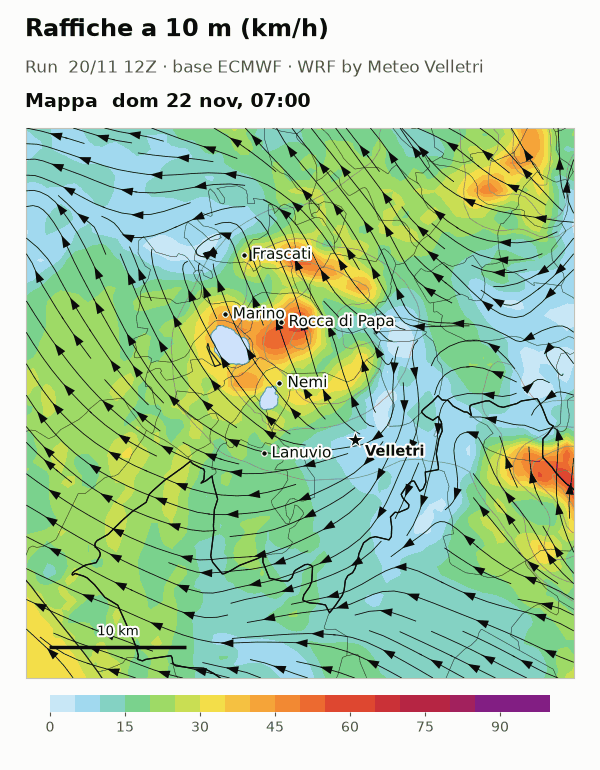 Raffiche a 10 m (km/h)
Run  20/11 12Z · base ECMWF · WRF by Meteo Velletri
Mappa  dom 22 nov, 07:00
Frascati
Marino
Rocca di Papa
Nemi
Lanuvio
Velletri
10 km
0 15 30 45 60 75 90